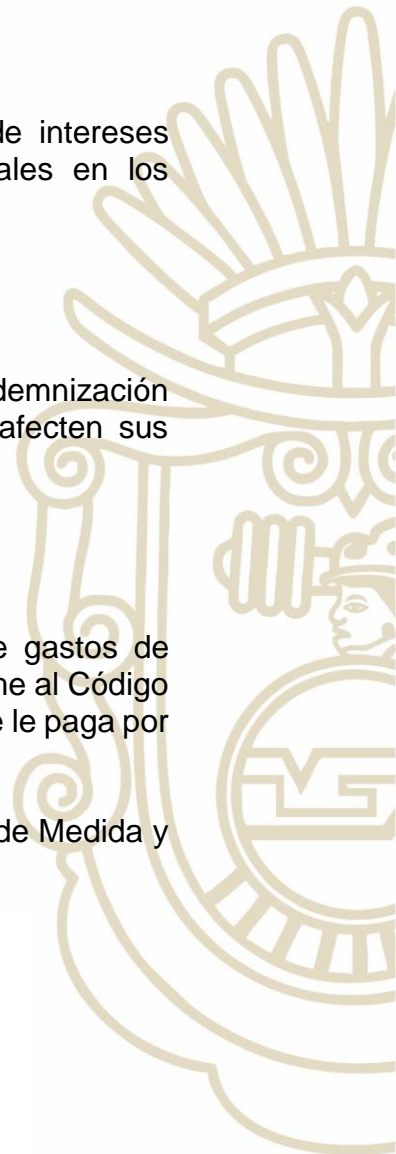 de intereses
ales en los
demnización
afecten sus
e gastos de
ne al Código
e le paga por
de Medida y